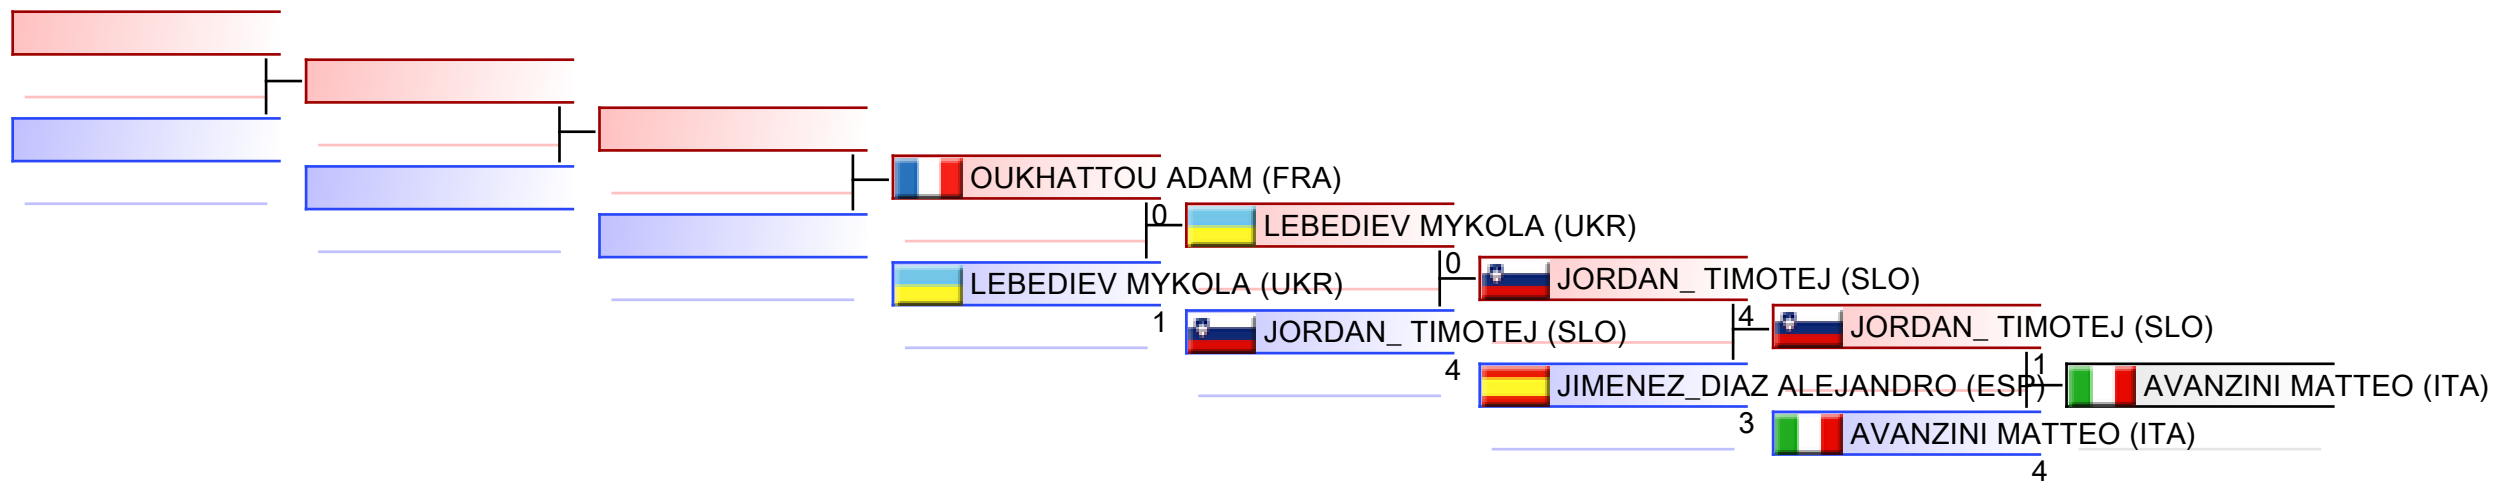 OUKHATTOU ADAM (FRA)
0
LEBEDIEV MYKOLA (UKR)
1
LEBEDIEV MYKOLA (UKR)
0
JORDAN_ TIMOTEJ (SLO)
4
JORDAN_ TIMOTEJ (SLO)
4
JIMENEZ_DIAZ ALEJANDRO (ESP)
3
JORDAN_ TIMOTEJ (SLO)
1
AVANZINI MATTEO (ITA)
4
AVANZINI MATTEO (ITA)